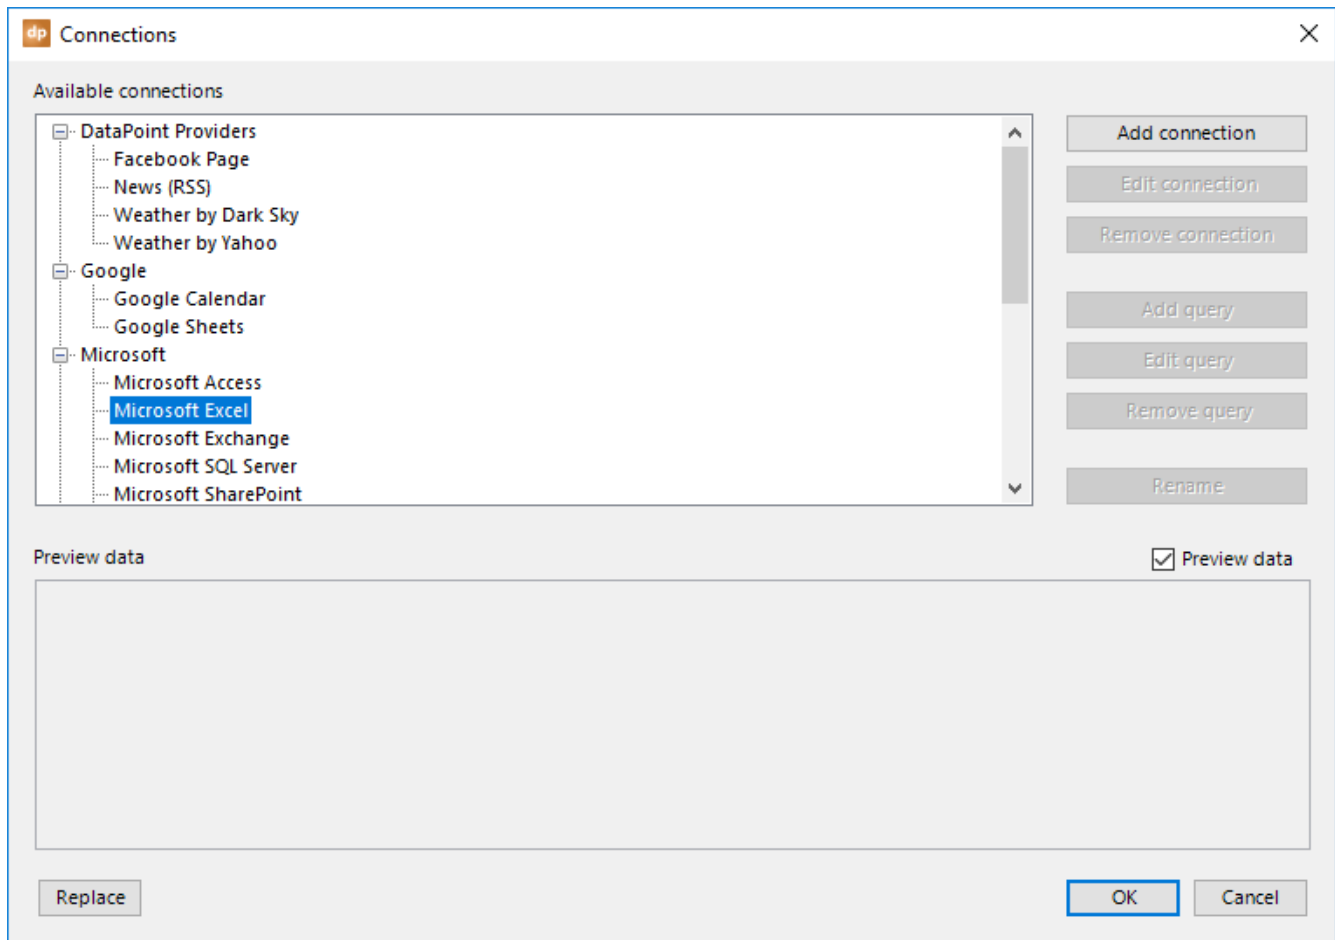 dp Connections
Available connections
DataPoint Providers
Facebook Page
News (RSS)
Weather by Dark Sky
Weather by Yahoo
Google
Google Calendar
Google Sheets
Microsoft
Microsoft Access
Microsoft Excel
Microsoft Exchange
Microsoft SQL Server
Microsoft SharePoint
Add connection
Edit connection
Remove connection
Add query
Edit query
Remove query
Rename
Preview data
Preview data
Replace
OK
Cancel